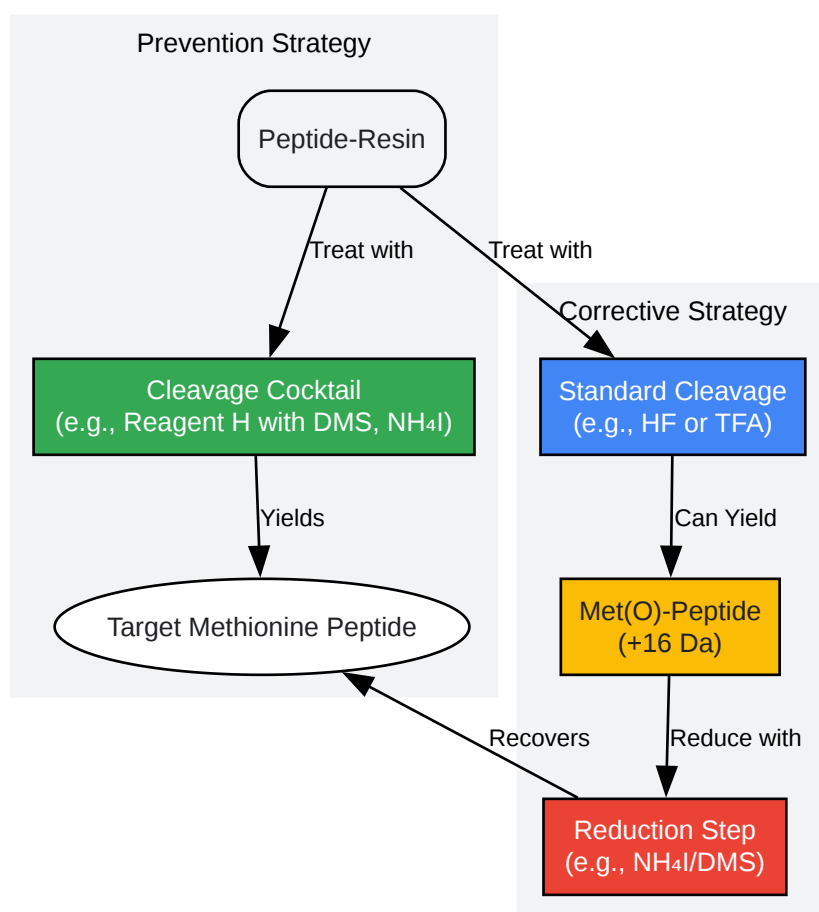 Prevention Strategy
Peptide-Resin
Treat with
Treat with
Corrective Strategy
Cleavage Cocktail
(e.g., Reagent H with DMS, NH₄I)
Standard Cleavage
(e.g., HF or TFA)
Yields
Can Yield
Target Methionine Peptide
Met(O)-Peptide
(+16 Da)
Recovers
Reduce with
Reduction Step
(e.g., NH₄I/DMS)